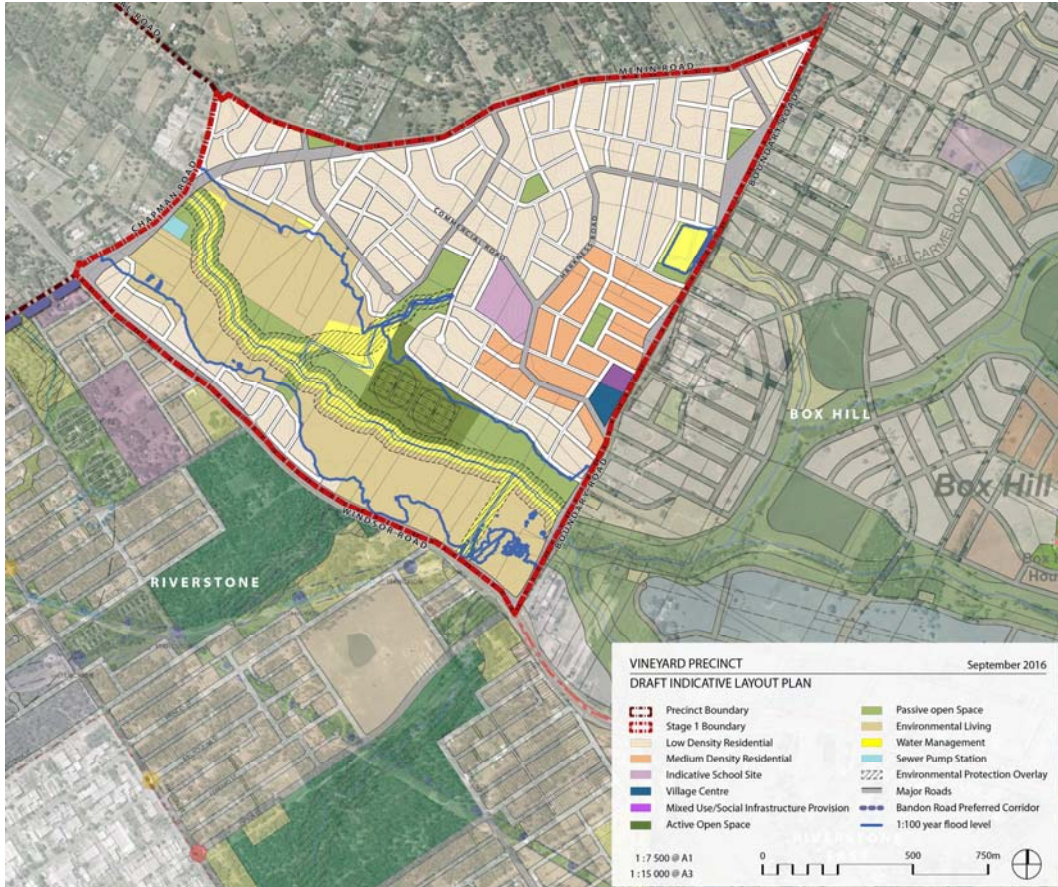 MENIN ROAD
BOUNDARY ROAD
CHAPMAN ROAD
COMMERCIAL ROAD
HARKNESS ROAD
MT CARMEL ROAD
BOX HILL
Box Hill
BOUNDARY ROAD
WINDSOR ROAD
RIVERSTONE
VINEYARD PRECINCT September 2016
DRAFT INDICATIVE LAYOUT PLAN
Precinct Boundary
Stage 1 Boundary
Low Density Residential
Medium Density Residential
Indicative School Site
Village Centre
Mixed Use/Social Infrastructure Provision
Active Open Space
Passive open Space
Environmental Living
Water Management
Sewer Pump Station
Environmental Protection Overlay
Major Roads
Bandon Road Preferred Corridor
1:100 year flood level
RIVERSTONE
1 :7 500 @ A1
1 :15 000 @ A3
0 500 750m